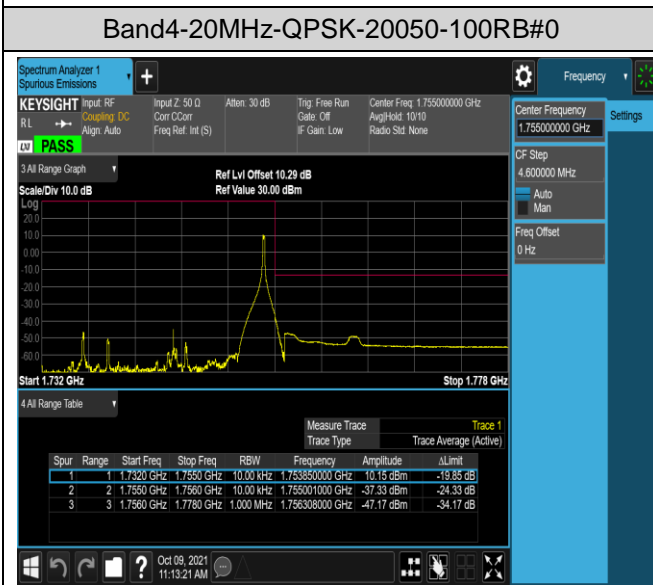 Band4-20MHz-QPSK-20050-100RB#0
Spectrum Analyzer 1
Spurious Emissions
Frequency
KEYSIGHT Input: RF Input Z: 50 Ω Atten: 30 dB Trig: Free Run Center Freq: 1.755000000 GHz
RL Coupling: DC Corr CCorr Gate: Off Avg|Hold: 10/10
Align: Auto Freq Ref: Int (S) IF Gain: Low Radio Std: None
LXI PASS
Center Frequency
1.755000000 GHz
Settings
CF Step
4.600000 MHz
Auto
Man
Freq Offset
0 Hz
3 All Range Graph
Ref Lvl Offset 10.29 dB
Scale/Div 10.0 dB Ref Value 30.00 dBm
Log
20.0
10.0
0.00
-10.0
-20.0
-30.0
-40.0
-50.0
-60.0
Start 1.732 GHz Stop 1.778 GHz
4 All Range Table
Measure Trace Trace 1
Trace Type Trace Average (Active)
Spur Range Start Freq Stop Freq RBW Frequency Amplitude ΔLimit
1 1 1.7320 GHz 1.7550 GHz 10.00 kHz 1.753850000 GHz 10.15 dBm -19.85 dB
2 2 1.7550 GHz 1.7560 GHz 10.00 kHz 1.755001000 GHz -37.33 dBm -24.33 dB
3 3 1.7560 GHz 1.7780 GHz 1.000 MHz 1.756308000 GHz -47.17 dBm -34.17 dB
Oct 09, 2021
11:13:21 AM